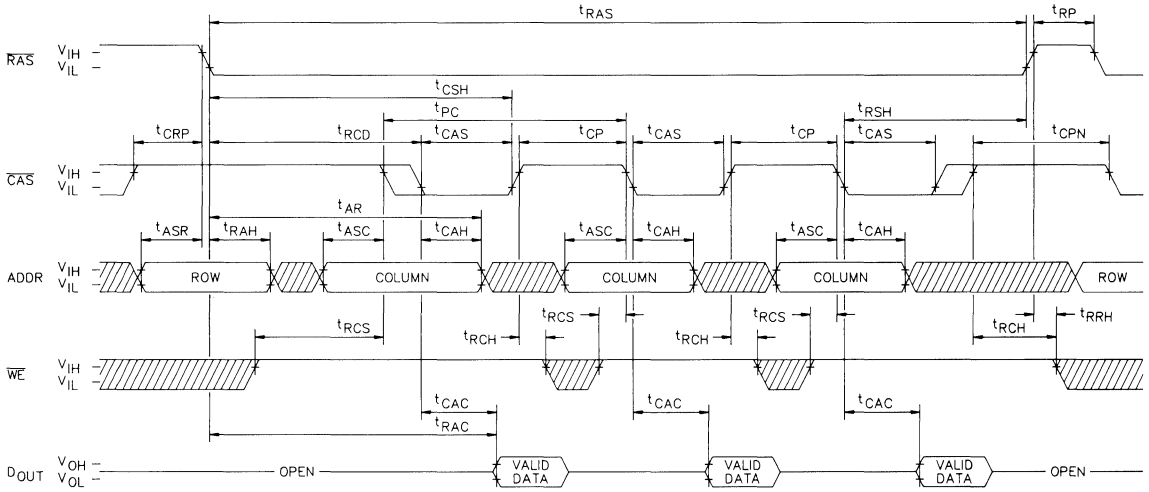 tRAS tRP
RAS VIH
VIL
tCSH
tPC tRSH
tCRP tRCD tCAS tCP tCAS tCP tCAS tCPN
CAS VIH
VIL
tAR
tASR tRAH tASC tCAH tASC tCAH tASC tCAH
ADDR VIH
VIL
ROW COLUMN COLUMN COLUMN ROW
tRCS tRCH tRCS tRCH tRCS tRCH tRRH
WE VIH
VIL
tCAC tCAC tCAC
tRAC
DOUT VOH
VOL
OPEN VALID DATA VALID DATA VALID DATA OPEN